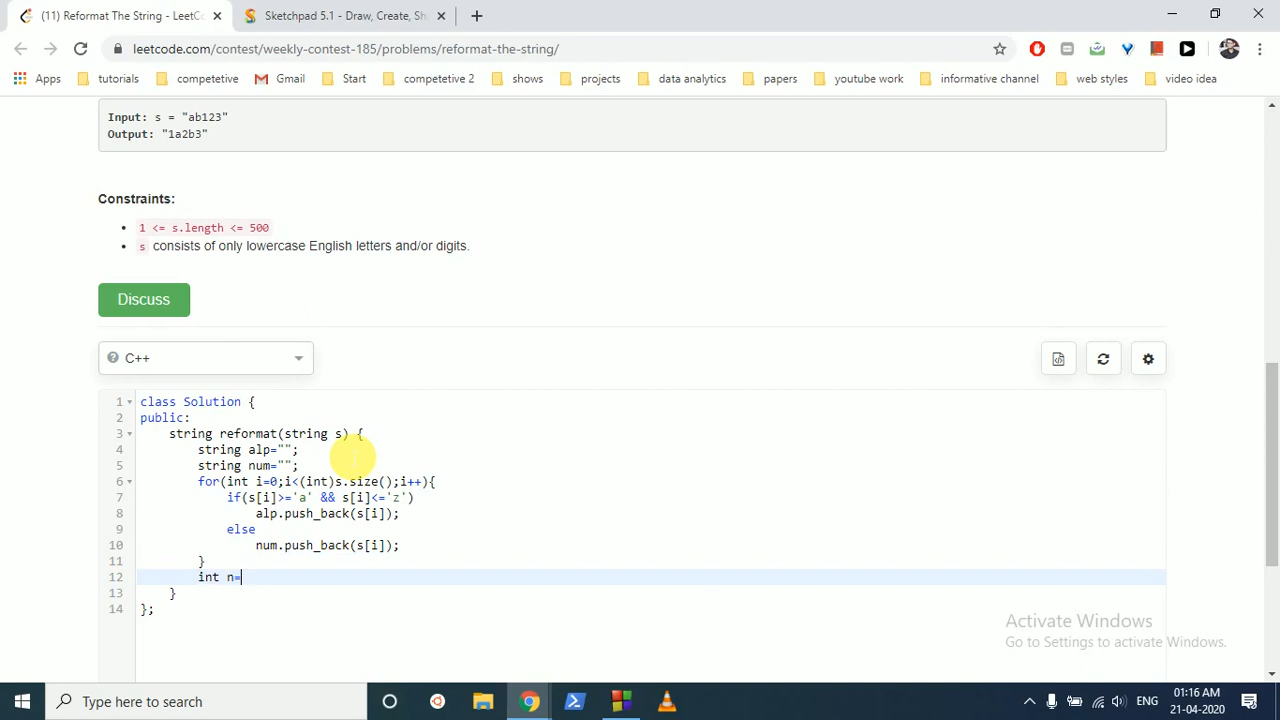 (11) Reformat The String - LeetCo
Sketchpad 5.1 - Draw, Create, Sh
leetcode.com/contest/weekly-contest-185/problems/reformat-the-string/
Apps tutorials competetive Gmail Start competetive 2 shows projects data analytics papers youtube work informative channel web styles video idea
Input: s = "ab123"
Output: "1a2b3"
Constraints:
1 <= s.length <= 500
s consists of only lowercase English letters and/or digits.
Discuss
C++
1 class Solution {
2 public:
3 string reformat(string s) {
4 string alp="";
5 string num="";
6 for(int i=0;i<(int)s.size();i++){
7 if(s[i]>='a' && s[i]<='z')
8 alp.push_back(s[i]);
9 else
10 num.push_back(s[i]);
11 }
12 int n=
13 }
14 };
Activate Windows
Go to Settings to activate Windows.
Type here to search
ENG
01:16 AM
21-04-2020